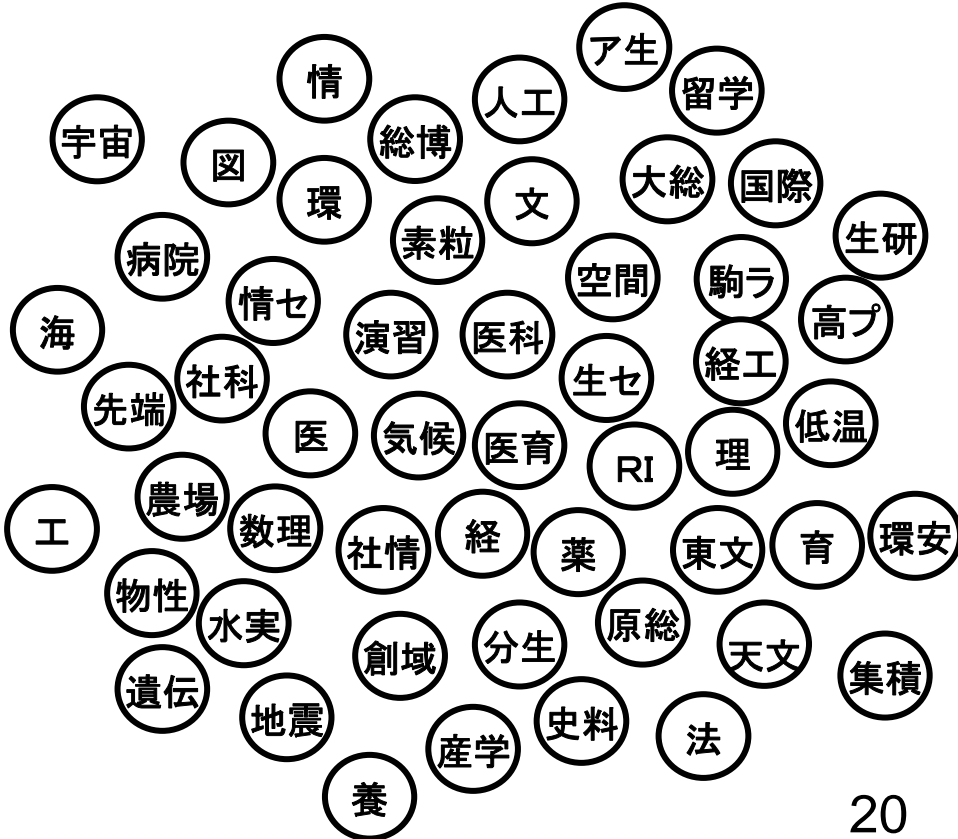 ア生
情
人工
留学
宇宙
図
総博
環
文
大総
国際
素粒
生研
病院
情セ
空間
駒ラ
高プ
海
演習
医科
経工
社科
生セ
先端
医
気候
医育
RI
理
低温
農場
工
数理
社情
経
薬
東文
育
環安
物性
水実
創域
分生
原総
天文
集積
遺伝
地震
産学
史料
法
養
20